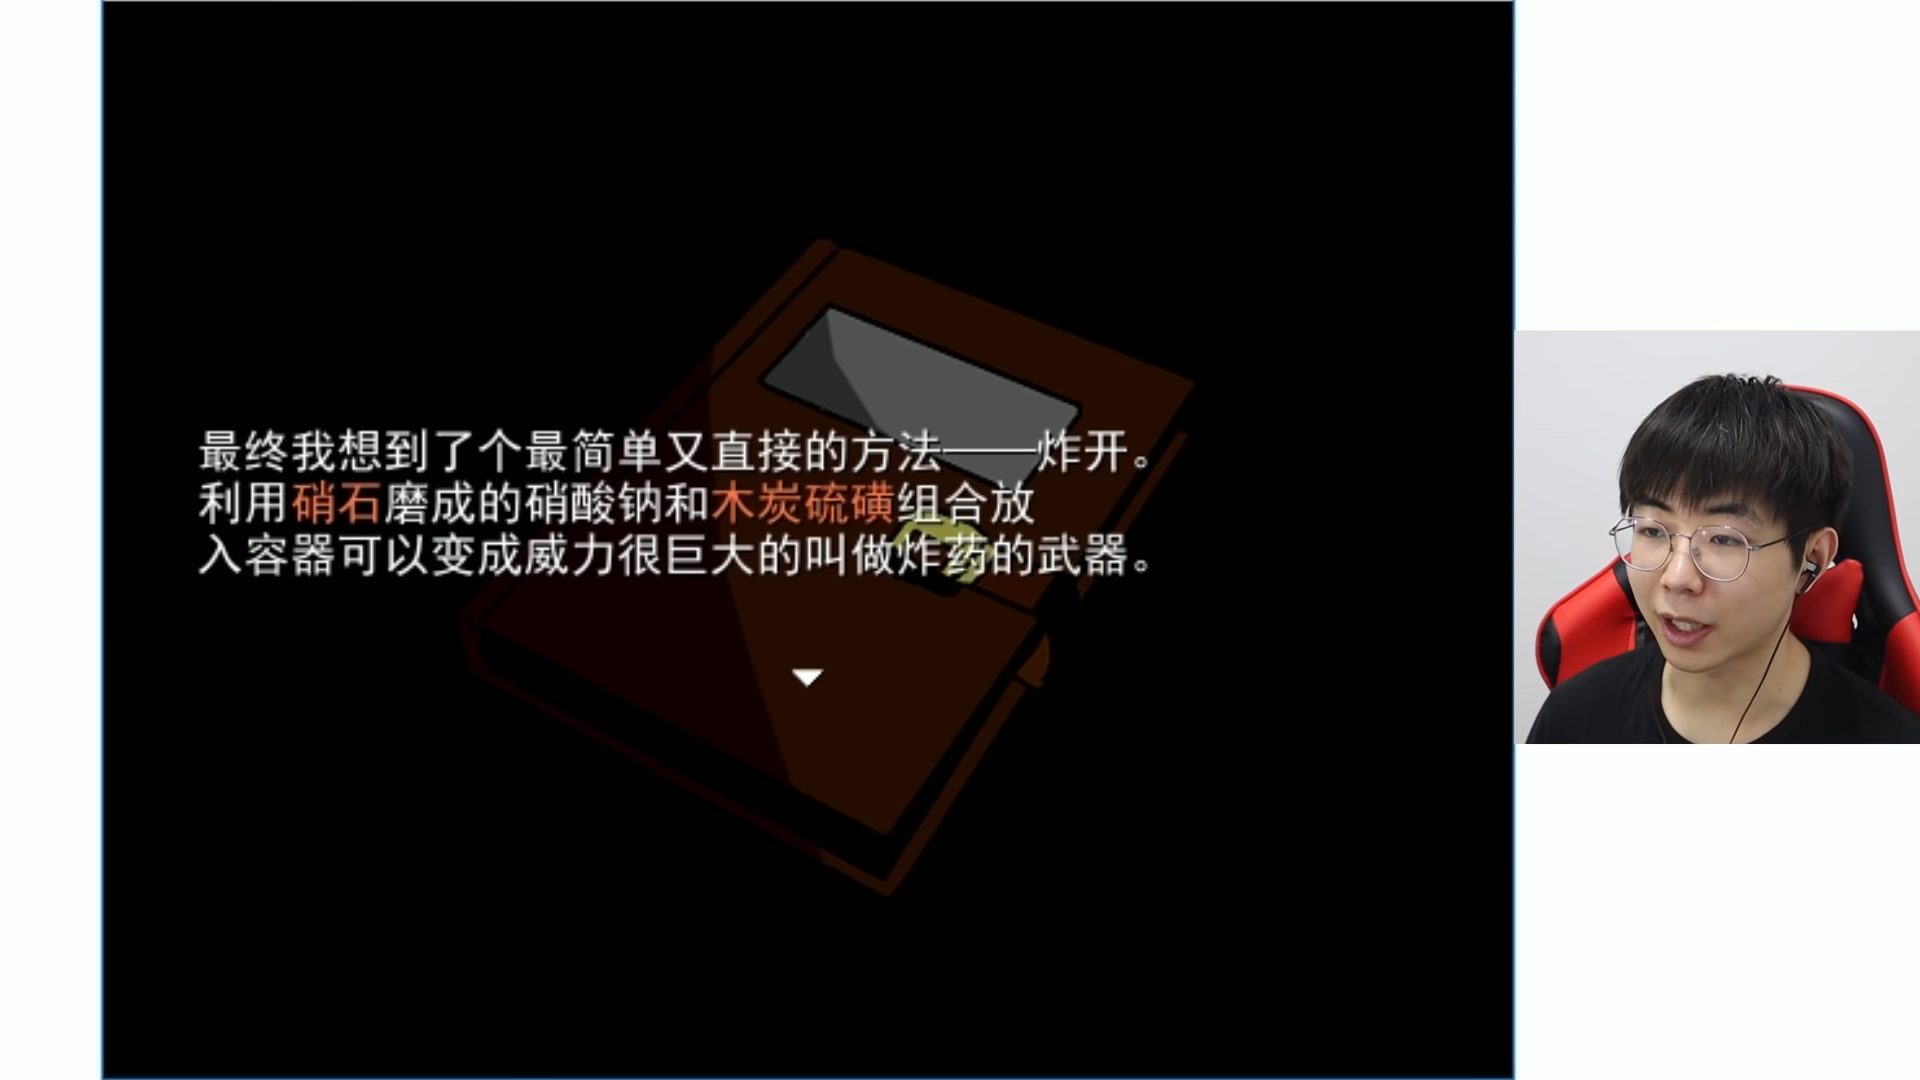 最终我想到了个最简单又直接的方法——炸开。
利用硝石磨成的硝酸钠和木炭硫磺组合放
入容器可以变成威力很巨大的叫做炸药的武器。